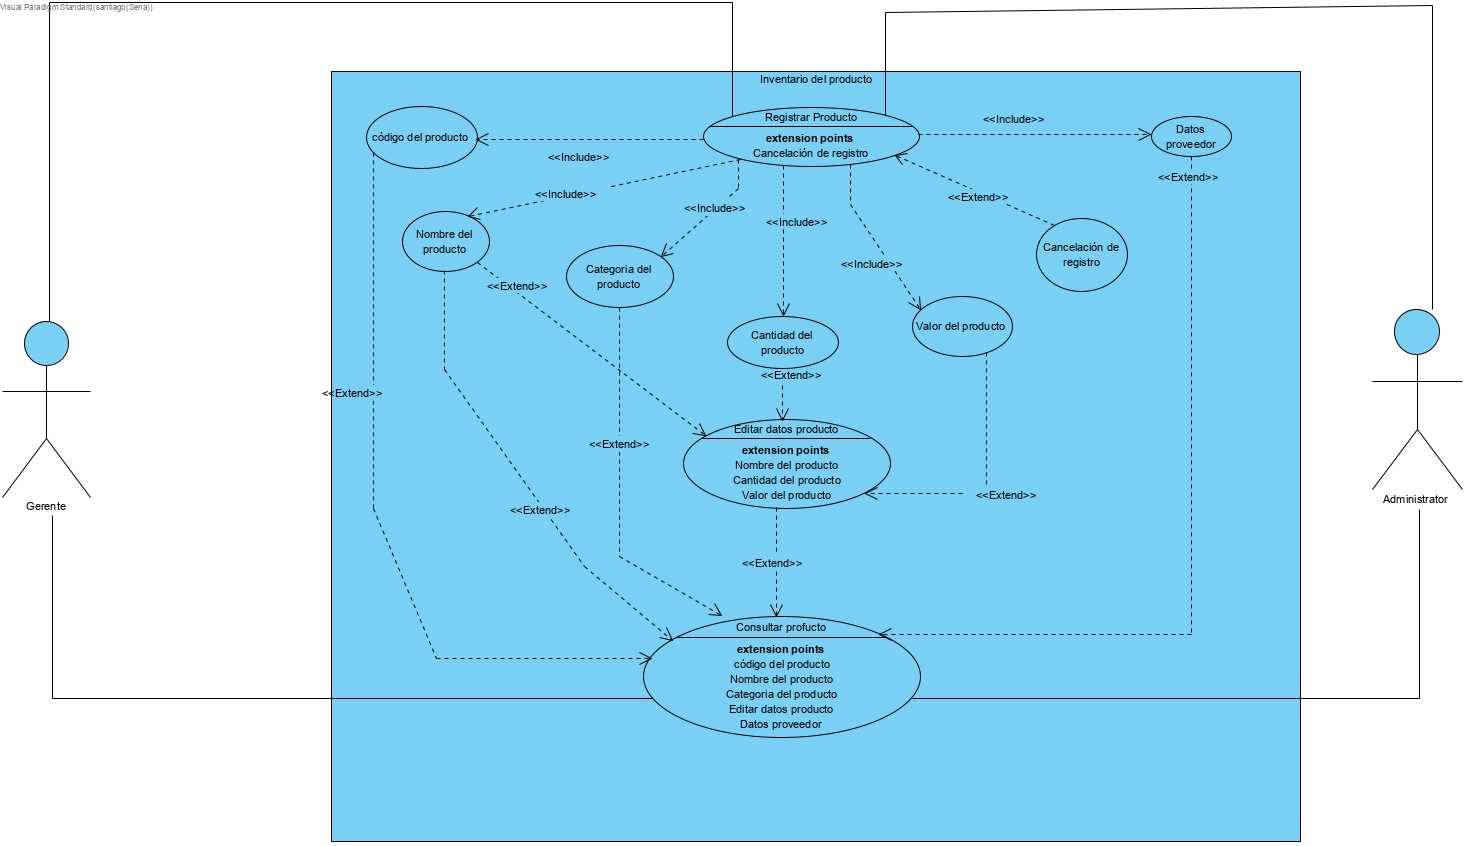 Visual Paradigm Standard(santiago(Sena))
Inventario del producto
Registrar Producto
extension points
Cancelación de registro
código del producto
<<Include>>
Datos
proveedor
<<Include>>
<<Extend>>
<<Include>>
<<Include>>
<<Include>>
<<Extend>>
Nombre del
producto
Cancelación de
registro
<<Include>>
Categoria del
producto
<<Extend>>
Valor del producto
Cantidad del
producto
<<Extend>>
<<Extend>>
Editar datos producto
extension points
Nombre del producto
Cantidad del producto
Valor del producto
<<Extend>>
<<Extend>>
<<Extend>>
<<Extend>>
Gerente
Administrator
Consultar profucto
extension points
código del producto
Nombre del producto
Categoria del producto
Editar datos producto
Datos proveedor